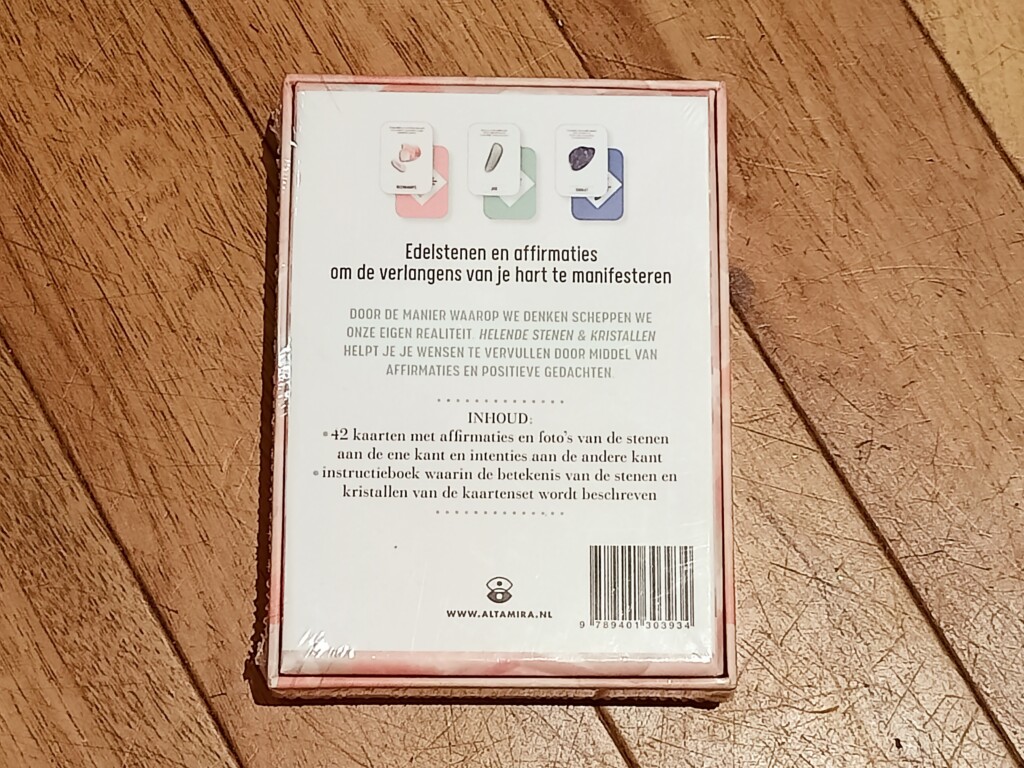 JADE
Edelstenen en affirmaties
om de verlangens van je hart te manifesteren
DOOR DE MANIER WAAROP WE DENKEN SCHEPPEN WE
ONZE EIGEN REALITEIT. HELENDE STENEN & KRISTALLEN
HELPT JE JE WENSEN TE VERVULLEN DOOR MIDDEL VAN
AFFIRMATIES EN POSITIEVE GEDACHTEN.
INHOUD:
• 42 kaarten met affirmaties en foto's van de stenen
aan de ene kant en intenties aan de andere kant
• instructieboek waarin de betekenis van de stenen en
kristallen van de kaartenset wordt beschreven
WWW.ALTAMIRA.NL
9 789401 303934